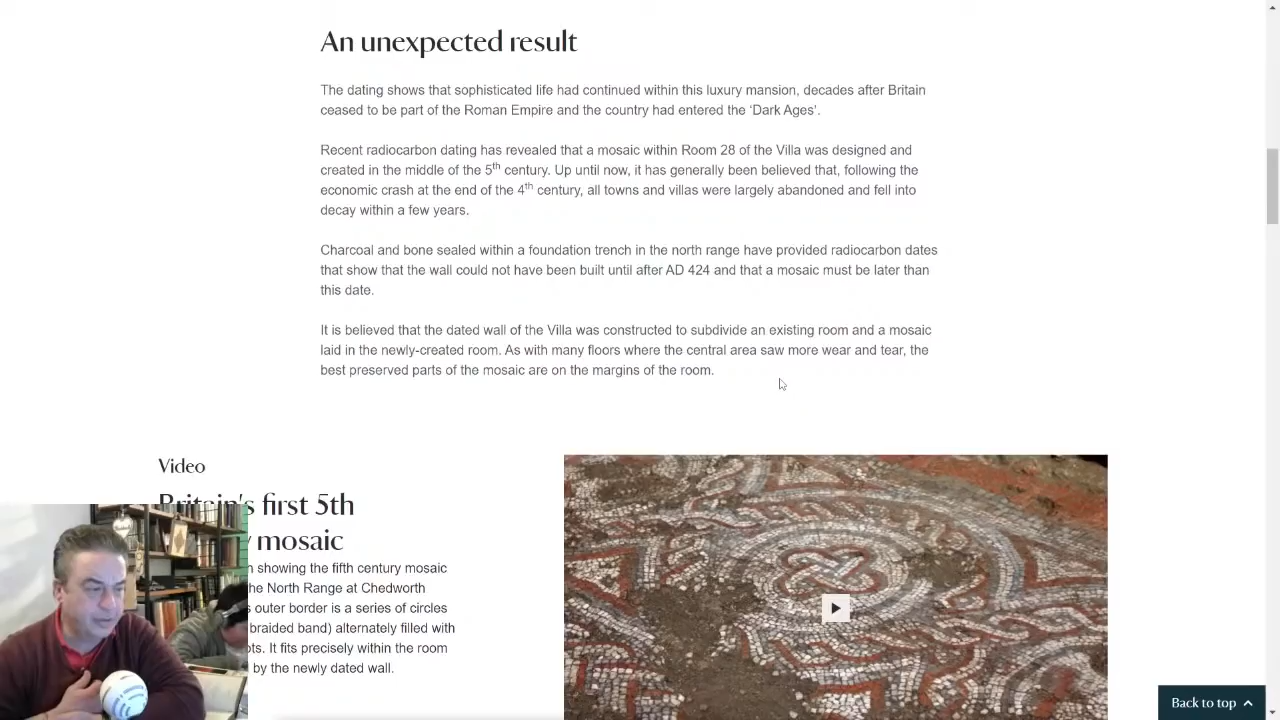 An unexpected result
The dating shows that sophisticated life had continued within this luxury mansion, decades after Britain
ceased to be part of the Roman Empire and the country had entered the ‘Dark Ages’.
Recent radiocarbon dating has revealed that a mosaic within Room 28 of the Villa was designed and
created in the middle of the 5th century. Up until now, it has generally been believed that, following the
economic crash at the end of the 4th century, all towns and villas were largely abandoned and fell into
decay within a few years.
Charcoal and bone sealed within a foundation trench in the north range have provided radiocarbon dates
that show that the wall could not have been built until after AD 424 and that a mosaic must be later than
this date.
It is believed that the dated wall of the Villa was constructed to subdivide an existing room and a mosaic
laid in the newly-created room. As with many floors where the central area saw more wear and tear, the
best preserved parts of the mosaic are on the margins of the room.
Video
Britain's first 5th
mosaic
showing the fifth century mosaic
the North Range at Chedworth
outer border is a series of circles
braided band) alternately filled with
It fits precisely within the room
by the newly dated wall.
Back to top